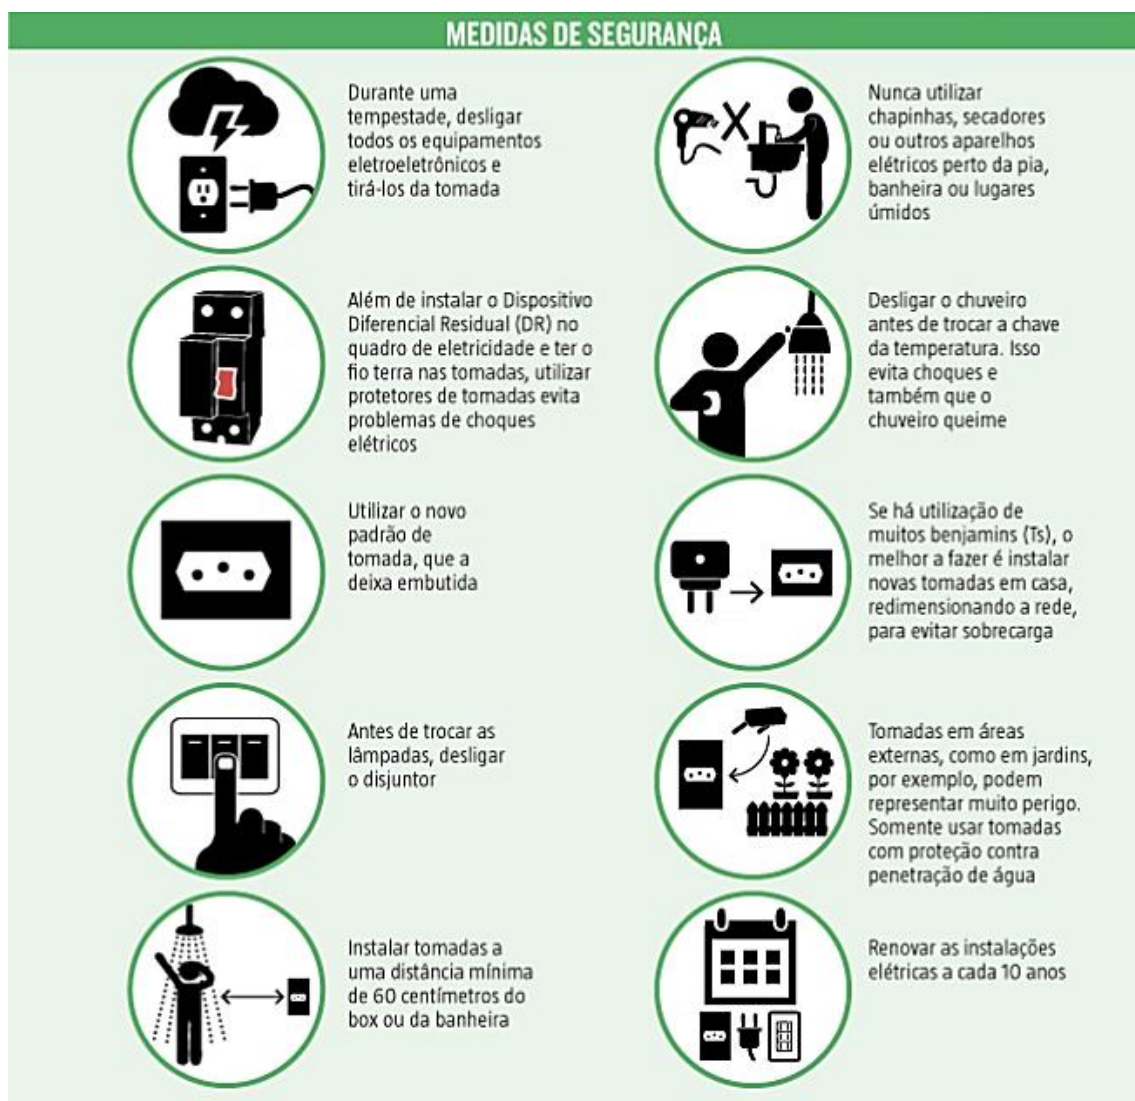 MEDIDAS DE SEGURANÇA
Durante uma
tempestade, desligar
todos os equipamentos
eletroeletrônicos e
tirá-los da tomada
Nunca utilizar
chapinhas, secadores
ou outros aparelhos
elétricos perto da pia,
banheira ou lugares
úmidos
Além de instalar o Dispositivo
Diferencial Residual (DR) no
quadro de eletricidade e ter o
fio terra nas tomadas, utilizar
protetores de tomadas evita
problemas de choques
elétricos
Desligar o chuveiro
antes de trocar a chave
da temperatura. Isso
evita choques e
também que o
chuveiro queime
Utilizar o novo
padrão de
tomada, que a
deixa embutida
Se há utilização de
muitos benjamins (Ts), o
melhor a fazer é instalar
novas tomadas em casa,
redimensionando a rede,
para evitar sobrecarga
Antes de trocar as
lâmpadas, desligar
o disjuntor
Tomadas em áreas
externas, como em jardins,
por exemplo, podem
representar muito perigo.
Somente usar tomadas
com proteção contra
penetração de água
Instalar tomadas a
uma distância mínima
de 60 centímetros do
box ou da banheira
Renovar as instalações
elétricas a cada 10 anos